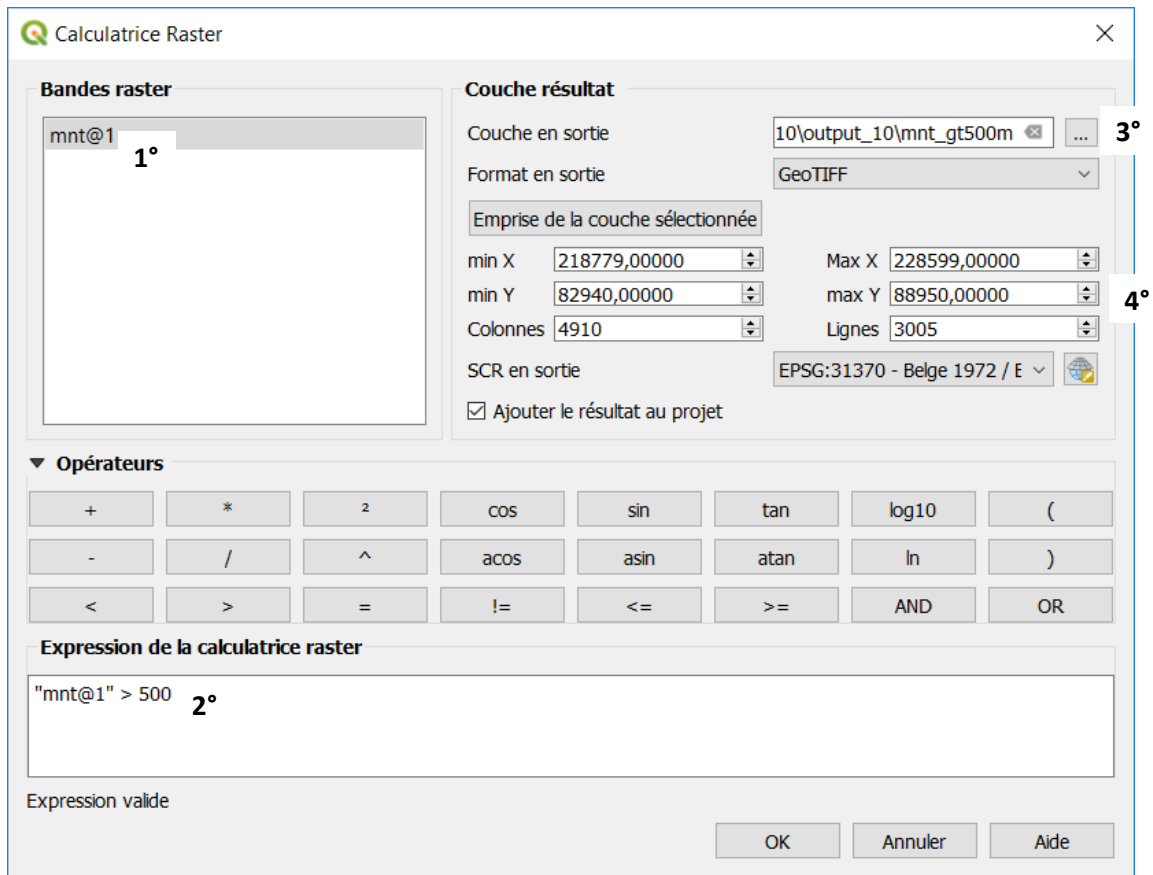 Calculatrice Raster
Bandes raster
mnt@1
1°
Couche résultat
Couche en sortie 10\output_10\mnt_gt500m ... 3°
Format en sortie GeoTIFF
Emprise de la couche sélectionnée
min X 218779,00000 Max X 228599,00000
min Y 82940,00000 max Y 88950,00000
4°
Colonnes 4910 Lignes 3005
SCR en sortie EPSG:31370 - Belge 1972 / E
Ajouter le résultat au projet
Opérateurs
+ * ² cos sin tan log10 (
- / ^ acos asin atan ln )
< > = != <= >= AND OR
Expression de la calculatrice raster
"mnt@1" > 500 2°
Expression valide
OK Annuler Aide